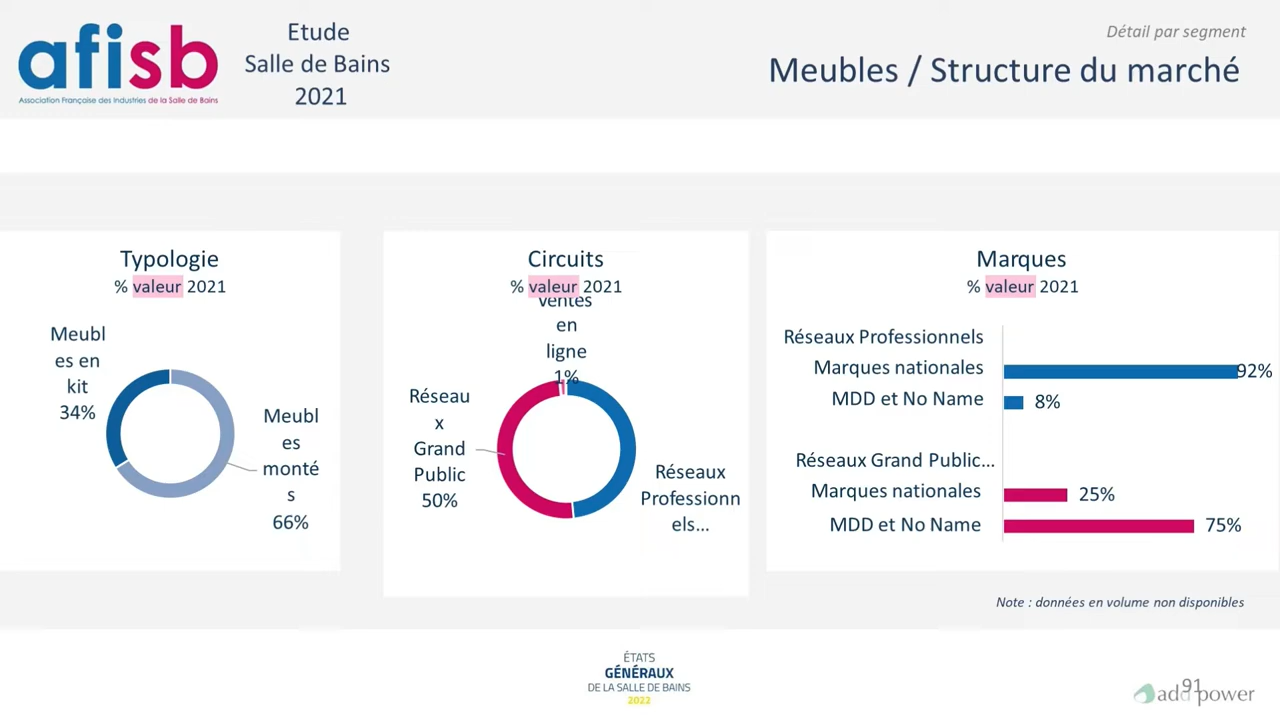 afisb
Association Française des Industries de la Salle de Bains
Etude
Salle de Bains
2021
Détail par segment
Meubles / Structure du marché
Typologie
% valeur 2021
Meubl
es en
kit
34%
Meubl
es
monté
s
66%
Circuits
% valeur 2021
ventes
en
ligne
1%
Réseau
x
Grand
Public
50%
Réseaux
Professionn
els...
Marques
% valeur 2021
Réseaux Professionnels
Marques nationales 92%
MDD et No Name 8%
Réseaux Grand Public...
Marques nationales 25%
MDD et No Name 75%
Note : données en volume non disponibles
ÉTATS
GÉNÉRAUX
DE LA SALLE DE BAINS
2022
91
add power